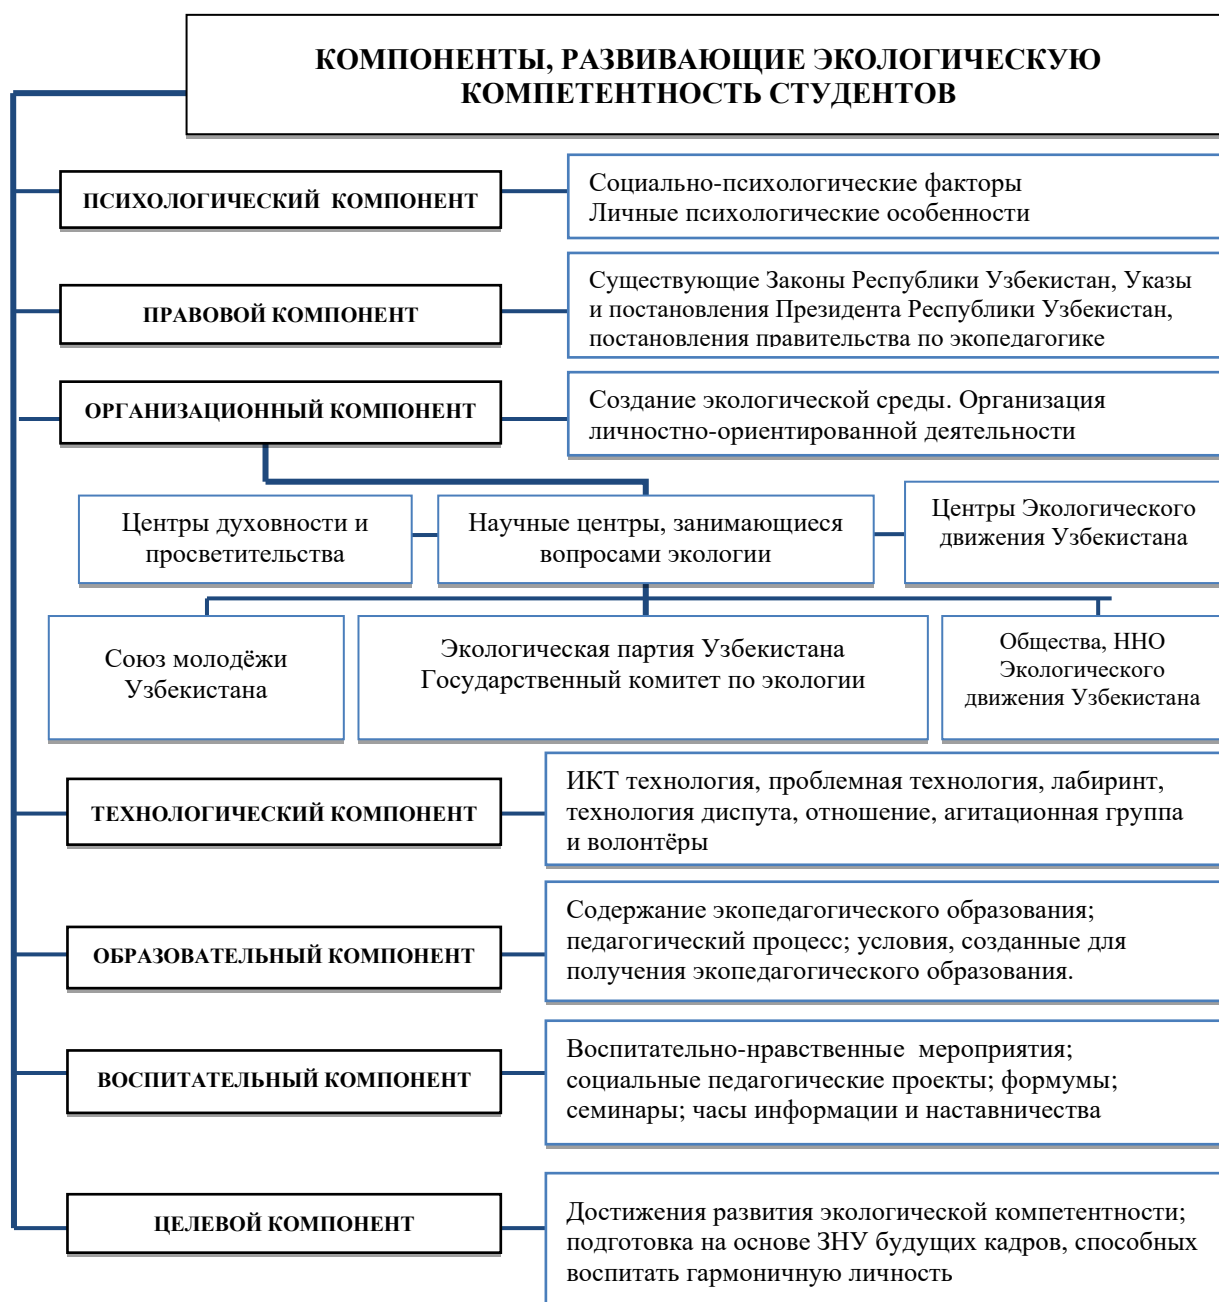 КОМПОНЕНТЫ, РАЗВИВАЮЩИЕ ЭКОЛОГИЧЕСКУЮ
КОМПЕТЕНТНОСТЬ СТУДЕНТОВ
ПСИХОЛОГИЧЕСКИЙ КОМПОНЕНТ
Социально-психологические факторы
Личные психологические особенности
ПРАВОВОЙ КОМПОНЕНТ
Существующие Законы Республики Узбекистан, Указы
и постановления Президента Республики Узбекистан,
постановления правительства по экопедагогике
ОРГАНИЗАЦИОННЫЙ КОМПОНЕНТ
Создание экологической среды. Организация
личностно-ориентированной деятельности
Центры духовности и
просветительства
Научные центры, занимающиеся
вопросами экологии
Центры Экологического
движения Узбекистана
Союз молодёжи
Узбекистана
Экологическая партия Узбекистана
Государственный комитет по экологии
Общества, ННО
Экологического
движения Узбекистана
ТЕХНОЛОГИЧЕСКИЙ КОМПОНЕНТ
ИКТ технология, проблемная технология, лабиринт,
технология диспута, отношение, агитационная группа
и волонтёры
ОБРАЗОВАТЕЛЬНЫЙ КОМПОНЕНТ
Содержание экопедагогического образования;
педагогический процесс; условия, созданные для
получения экопедагогического образования.
ВОСПИТАТЕЛЬНЫЙ КОМПОНЕНТ
Воспитательно-нравственные мероприятия;
социальные педагогические проекты; формумы;
семинары; часы информации и наставничества
ЦЕЛЕВОЙ КОМПОНЕНТ
Достижения развития экологической компетентности;
подготовка на основе ЗНУ будущих кадров, способных
воспитать гармоничную личность